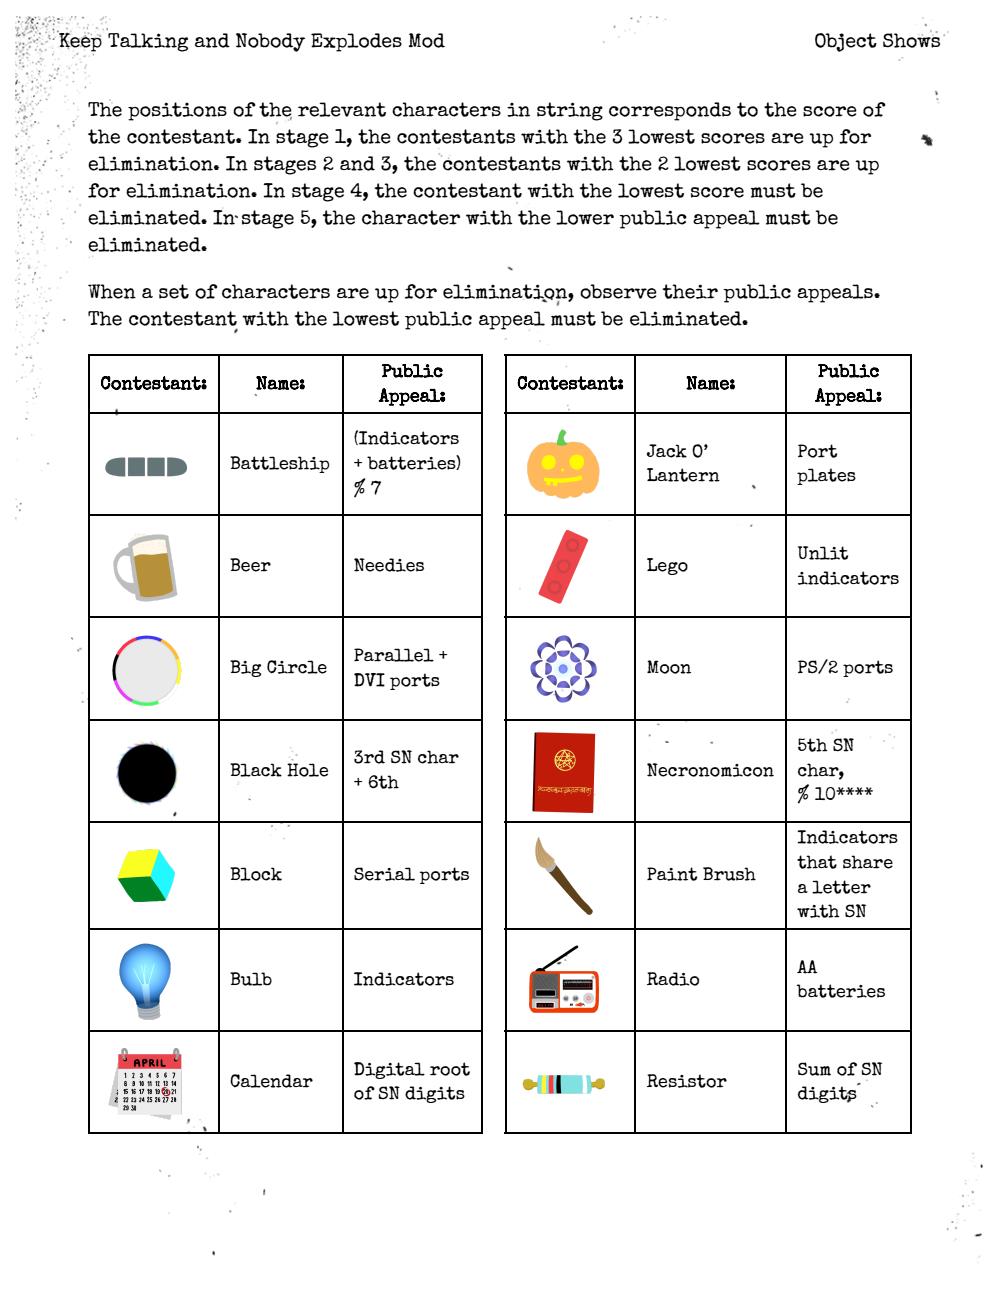 Keep Talking and Nobody Explodes Mod
Object Shows
The positions of the relevant characters in string corresponds to the score of
the contestant. In stage 1, the contestants with the 3 lowest scores are up for
elimination. In stages 2 and 3, the contestants with the 2 lowest scores are up
for elimination. In stage 4, the contestant with the lowest score must be
eliminated. In stage 5, the character with the lower public appeal must be
eliminated.
When a set of characters are up for elimination, observe their public appeals.
The contestant with the lowest public appeal must be eliminated.
Contestant:
Name:
Public
Appeal:
Battleship
(Indicators
+ batteries)
% 7
Beer
Needies
Big Circle
Parallel +
DVI ports
Black Hole
3rd SN char
+ 6th
Block
Serial ports
Bulb
Indicators
APRIL
1 2 3 4 5 6 7
8 9 10 11 12 13 14
15 16 17 18 19 20 21
22 23 24 25 26 27 28
29 30
Calendar
Digital root
of SN digits
Contestant:
Name:
Public
Appeal:
Jack O'
Lantern
Port
plates
Lego
Unlit
indicators
Moon
PS/2 ports
Necronomicon
5th SN
char,
% 10****
Paint Brush
Indicators
that share
a letter
with SN
Radio
AA
batteries
Resistor
Sum of SN
digits